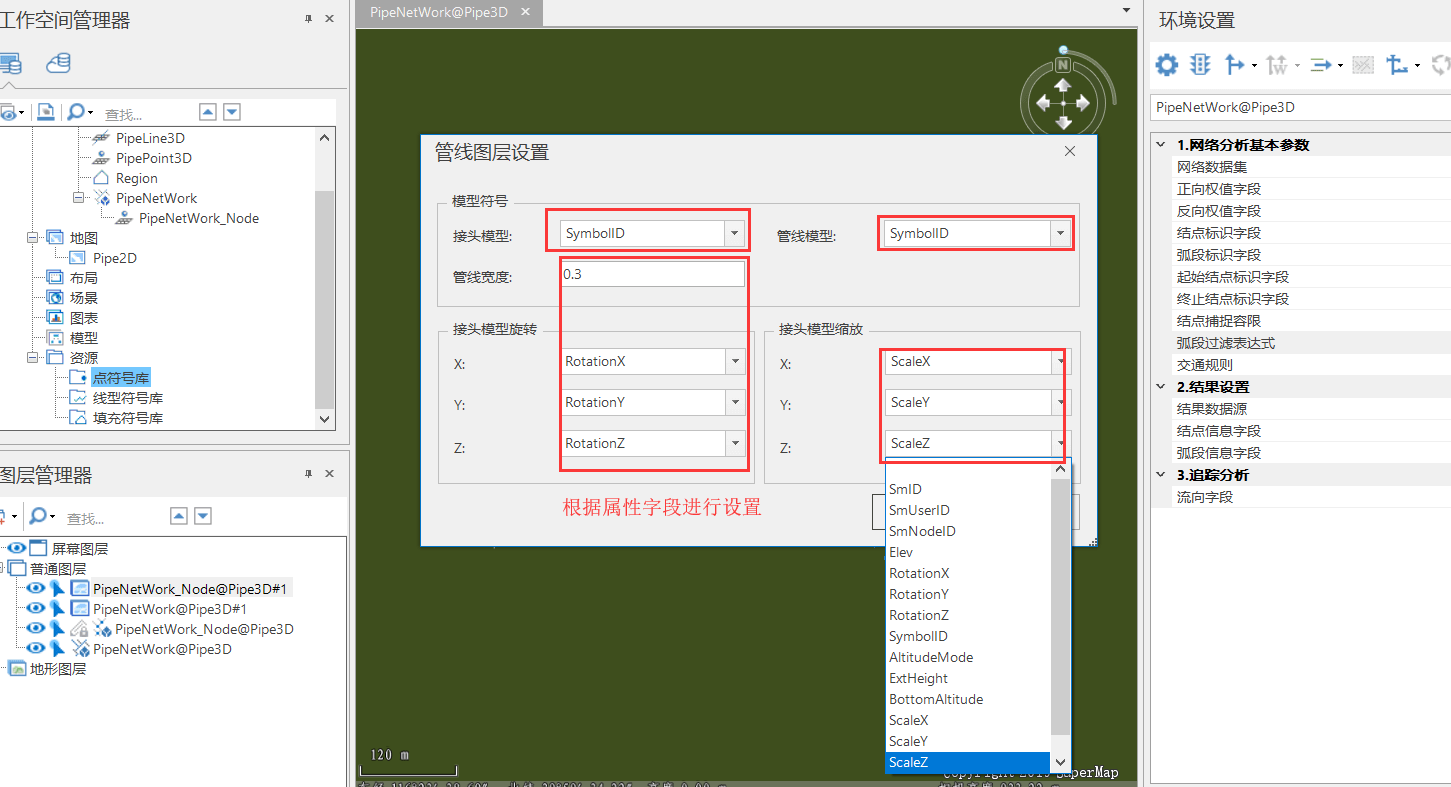 工作空间管理器
查找...
PipeLine3D
PipePoint3D
Region
PipeNetWork
PipeNetWork_Node
地图
Pipe2D
布局
场景
图表
模型
资源
点符号库
线型符号库
填充符号库
图层管理器
查找...
屏幕图层
普通图层
PipeNetWork_Node@Pipe3D#1
PipeNetWork@Pipe3D#1
PipeNetWork_Node@Pipe3D
PipeNetWork@Pipe3D
地形图层
PipeNetWork@Pipe3D
N
管线图层设置
模型符号
接头模型: SymbolID 管线模型: SymbolID
管线宽度: 0.3
接头模型旋转 接头模型缩放
X: RotationX X: ScaleX
Y: RotationY Y: ScaleY
Z: RotationZ Z: ScaleZ
根据属性字段进行设置
SmID
SmUserID
SmNodeID
Elev
RotationX
RotationY
RotationZ
SymbolID
AltitudeMode
ExtHeight
BottomAltitude
ScaleX
ScaleY
ScaleZ
120 m
SuperMap
环境设置
PipeNetWork@Pipe3D
1.网络分析基本参数
网络数据集
正向权值字段
反向权值字段
结点标识字段
弧段标识字段
起始结点标识字段
终止结点标识字段
结点捕捉容限
弧段过滤表达式
交通规则
2.结果设置
结果数据源
结点信息字段
弧段信息字段
3.追踪分析
流向字段